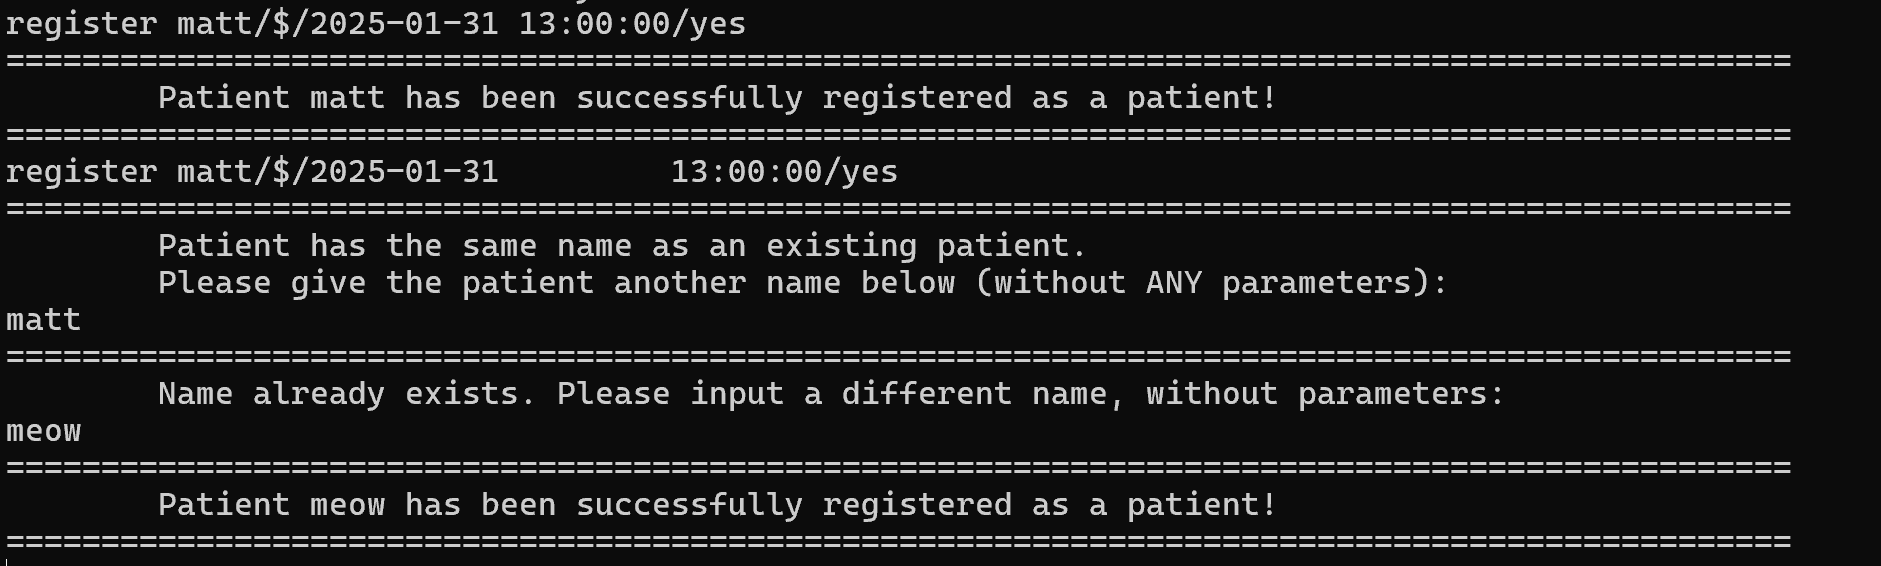 register matt/$/2025-01-31 13:00:00/yes
==============================================================================================
Patient matt has been successfully registered as a patient!
==============================================================================================
register matt/$/2025-01-31         13:00:00/yes
==============================================================================================
Patient has the same name as an existing patient.
Please give the patient another name below (without ANY parameters):
matt
==============================================================================================
Name already exists. Please input a different name, without parameters:
meow
==============================================================================================
Patient meow has been successfully registered as a patient!
==============================================================================================